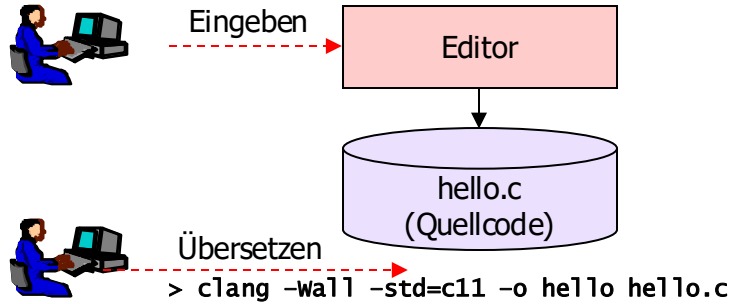 Eingeben
Editor
hello.c
(Quellcode)
Übersetzen
> clang –Wall –std=c11 –o hello hello.c